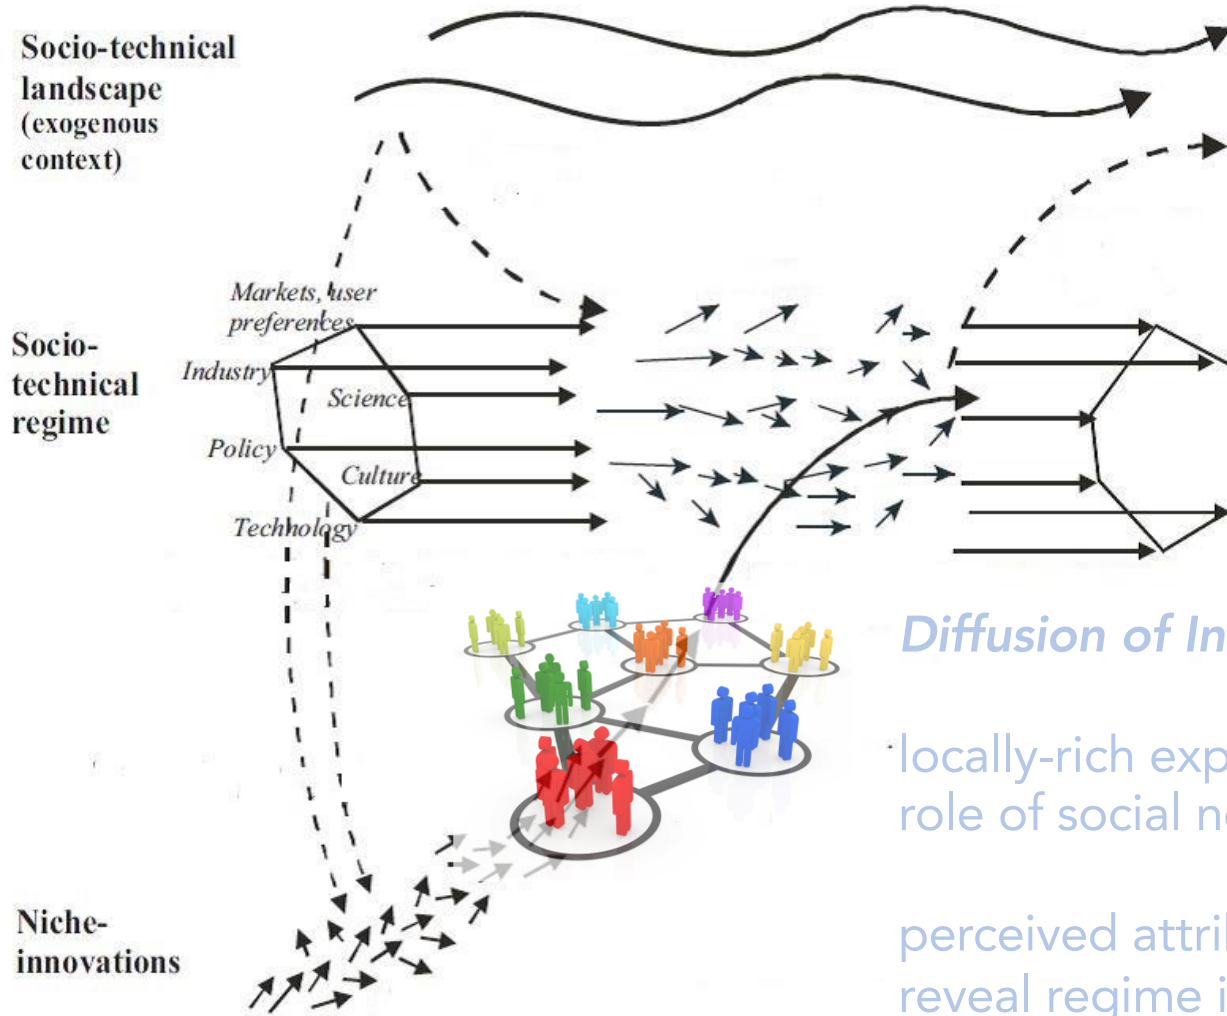 Socio-technical
landscape
(exogenous
context)
Markets, user
preferences
Socio-
technical
regime
Industry
Science
Policy
Culture
Technology
Diffusion of In
locally-rich exp
role of social ne
perceived attri
reveal regime i
Niche-
innovations